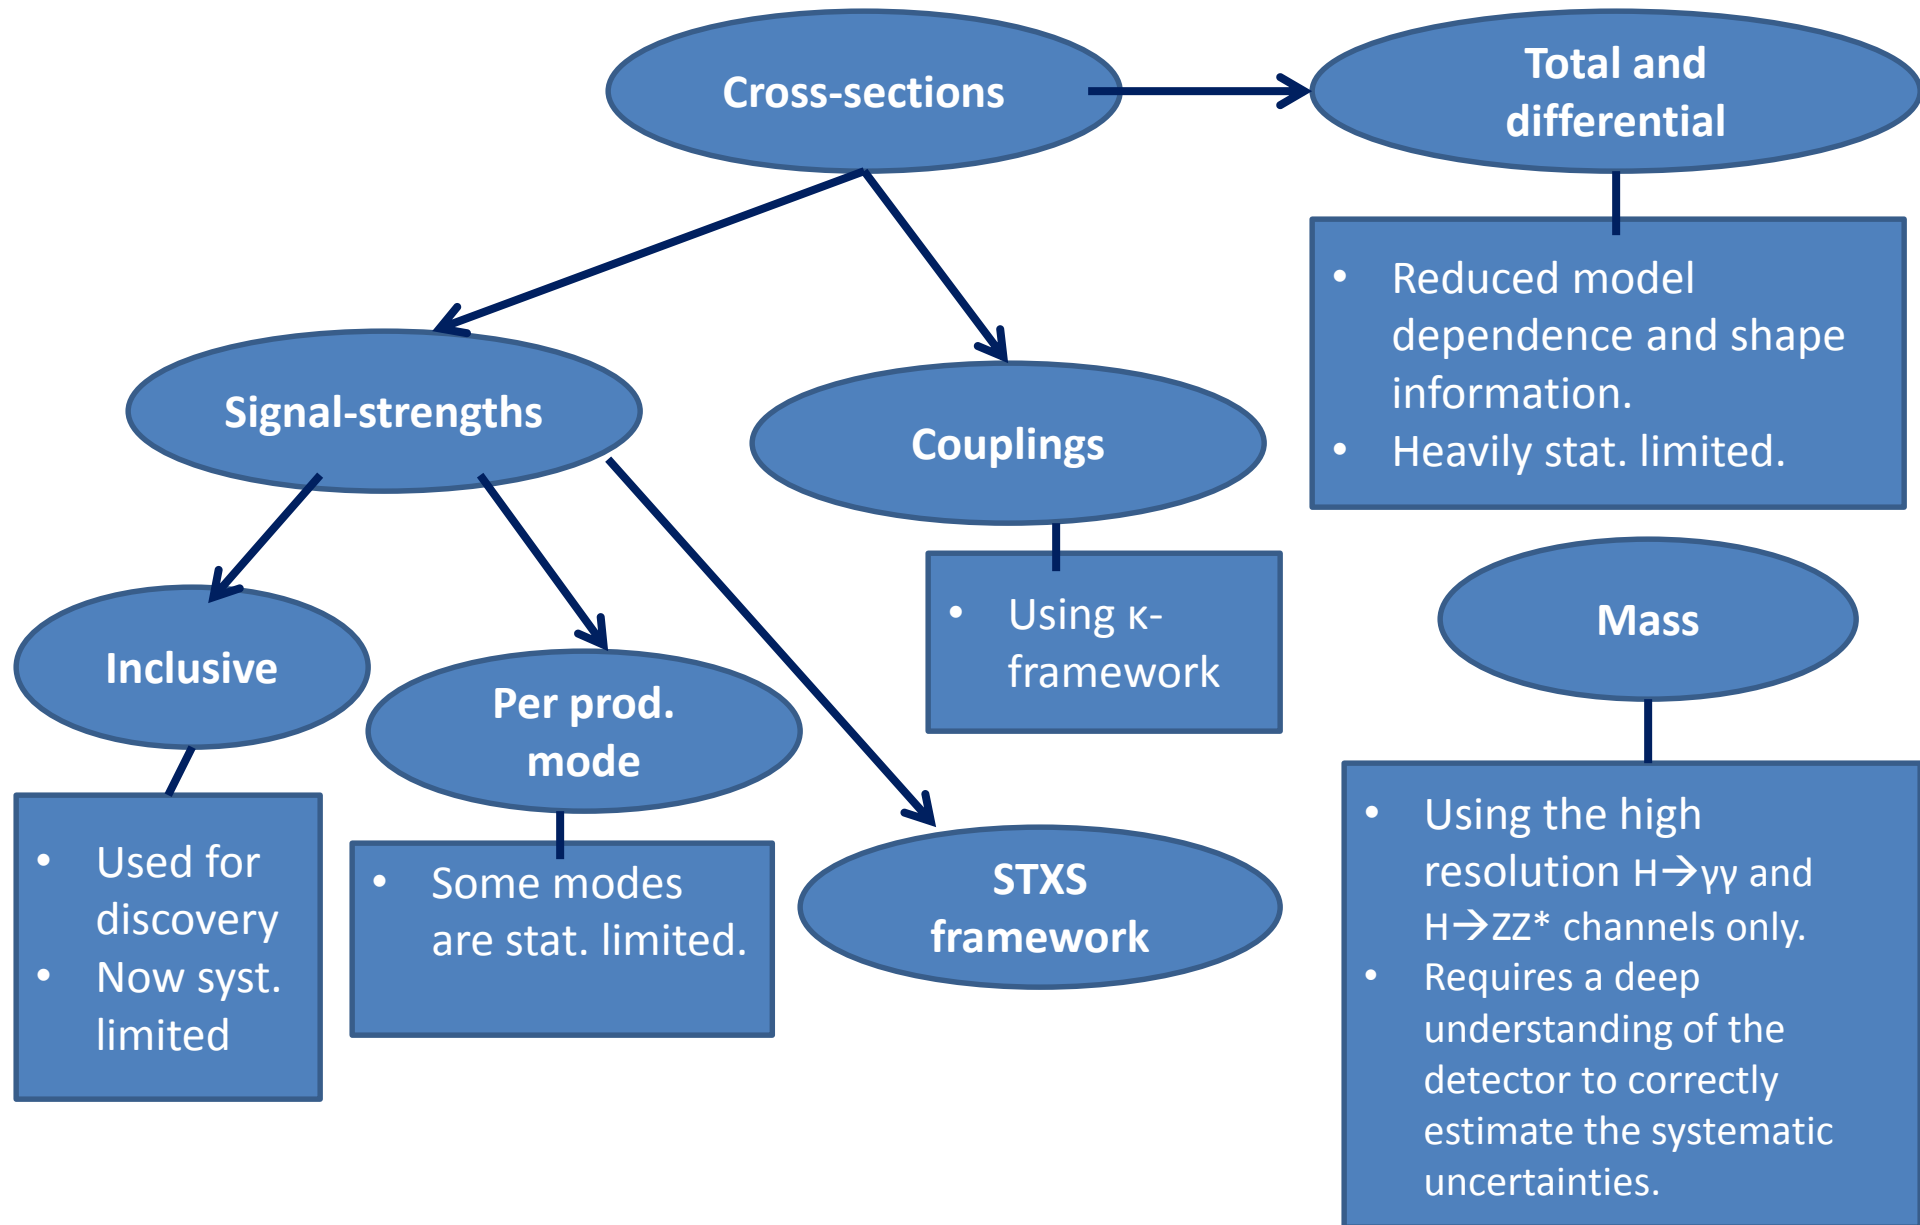 Cross-sections
Total and
differential
• Reduced model
dependence and shape
information.
• Heavily stat. limited.
Signal-strengths
Couplings
• Using κ-
framework
Mass
• Using the high
resolution H→γγ and
H→ZZ* channels only.
• Requires a deep
understanding of the
detector to correctly
estimate the systematic
uncertainties.
Inclusive
• Used for
discovery
• Now syst.
limited
Per prod.
mode
• Some modes
are stat. limited.
STXS
framework